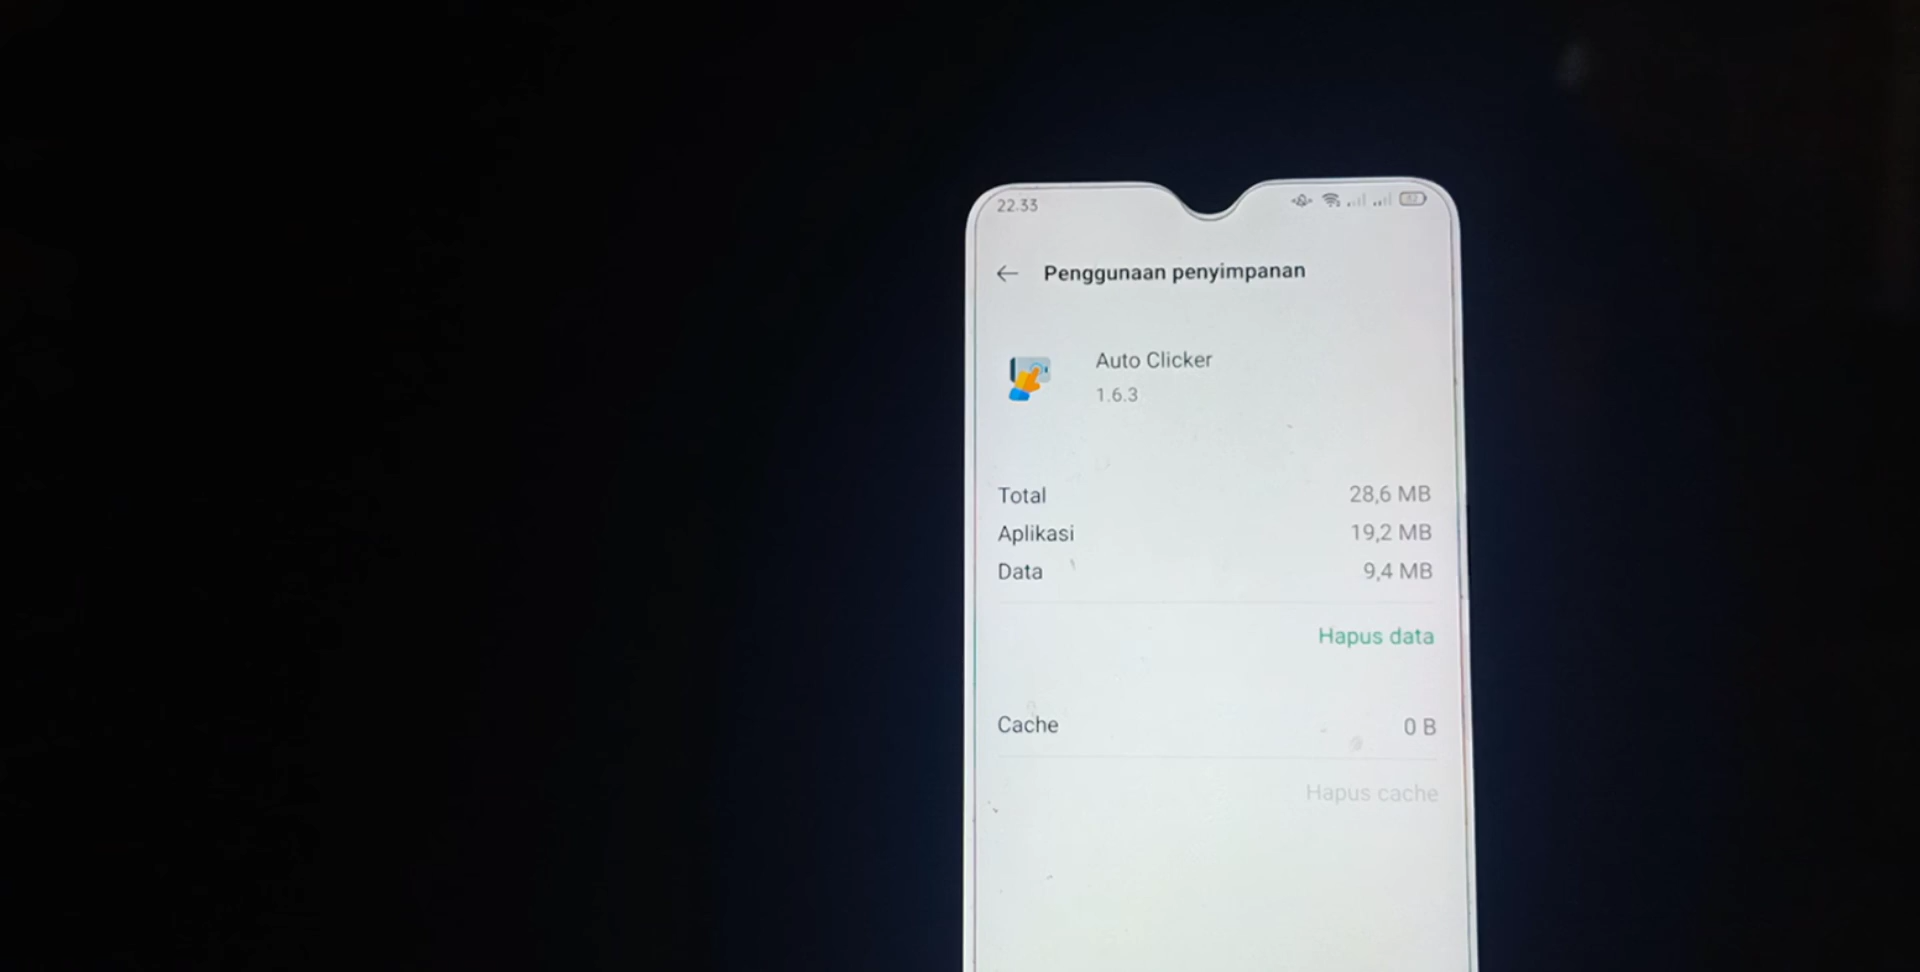 22.33
← Penggunaan penyimpanan
Auto Clicker
1.6.3
Total 28,6 MB
Aplikasi 19,2 MB
Data 9,4 MB
Hapus data
Cache 0 B
Hapus cache